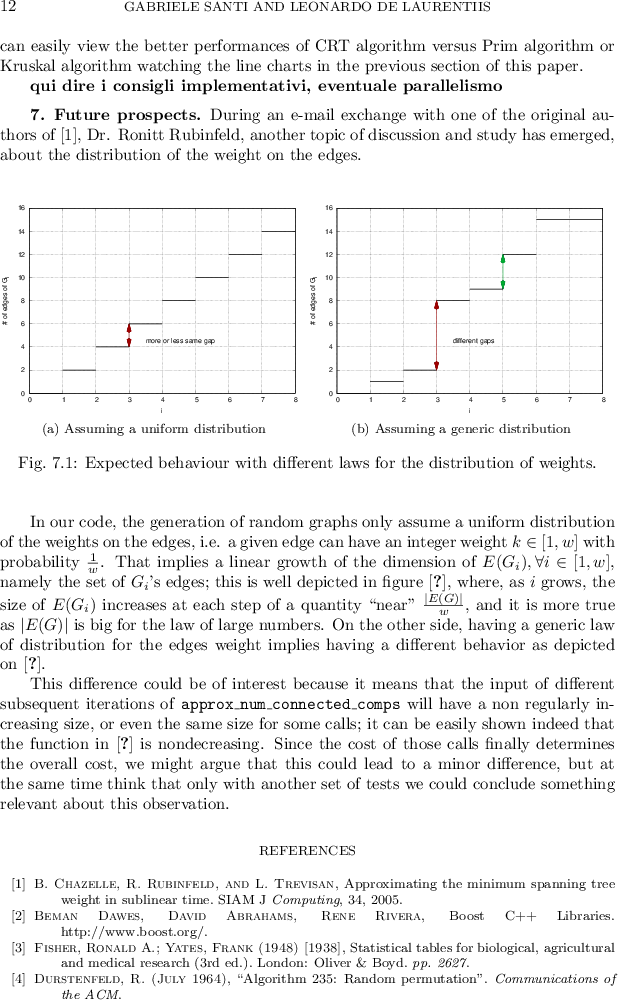 12 GABRIELE SANTI AND LEONARDO DE LAURENTIIS
can easily view the better performances of CRT algorithm versus Prim algorithm or
Kruskal algorithm watching the line charts in the previous section of this paper.
qui dire i consigli implementativi, eventuale parallelismo
7. Future prospects. During an e-mail exchange with one of the original au-
thors of [1], Dr. Ronitt Rubinfeld, another topic of discussion and study has emerged,
about the distribution of the weight on the edges.
16
14
12
10
8
6
4
2
0
# of edges of Gi
more or less same gap
0 1 2 3 4 5 6 7 8
i
(a) Assuming a uniform distribution
16
14
12
10
8
6
4
2
0
# of edges of Gi
different gaps
0 1 2 3 4 5 6 7 8
i
(b) Assuming a generic distribution
Fig. 7.1: Expected behaviour with different laws for the distribution of weights.
In our code, the generation of random graphs only assume a uniform distribution
of the weights on the edges, i.e. a given edge can have an integer weight k ∈ [1, w] with
probability 1/w. That implies a linear growth of the dimension of E(Gi), ∀i ∈ [1, w],
namely the set of Gi's edges; this is well depicted in figure [?], where, as i grows, the
size of E(Gi) increases at each step of a quantity “near” |E(G)|/w, and it is more true
as |E(G)| is big for the law of large numbers. On the other side, having a generic law
of distribution for the edges weight implies having a different behavior as depicted
on [?].
This difference could be of interest because it means that the input of different
subsequent iterations of approx_num_connected_comps will have a non regularly in-
creasing size, or even the same size for some calls; it can be easily shown indeed that
the function in [?] is nondecreasing. Since the cost of those calls finally determines
the overall cost, we might argue that this could lead to a minor difference, but at
the same time think that only with another set of tests we could conclude something
relevant about this observation.
REFERENCES
[1] B. Chazelle, R. Rubinfeld, and L. Trevisan, Approximating the minimum spanning tree
weight in sublinear time. SIAM J Computing, 34, 2005.
[2] Beman Dawes, David Abrahams, Rene Rivera, Boost C++ Libraries.
http://www.boost.org/.
[3] Fisher, Ronald A.; Yates, Frank (1948) [1938], Statistical tables for biological, agricultural
and medical research (3rd ed.). London: Oliver & Boyd. pp. 2627.
[4] Durstenfeld, R. (July 1964), “Algorithm 235: Random permutation”. Communications of
the ACM.